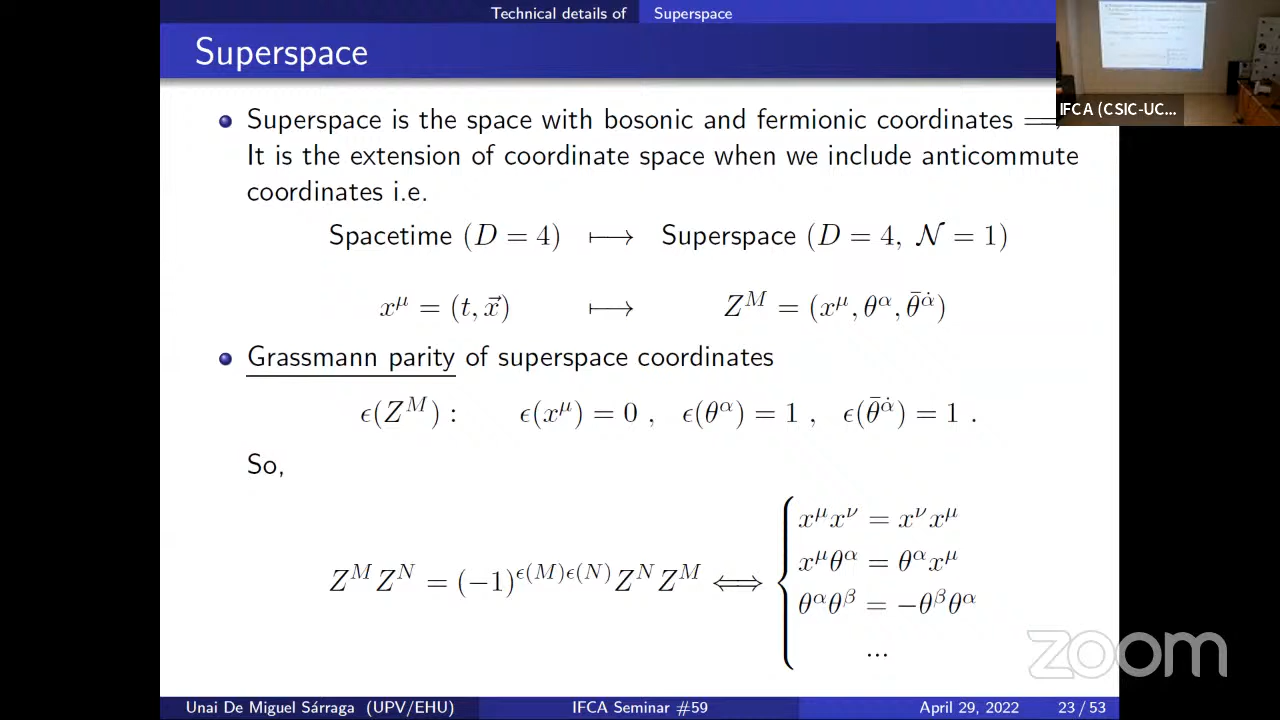 Technical details of Superspace
Superspace
Superspace is the space with bosonic and fermionic coordinates ⟹
It is the extension of coordinate space when we include anticommute
coordinates i.e.
Spacetime (D = 4) ⟼ Superspace (D = 4, 𝒩 = 1)
x^μ = (t, x⃗) ⟼ Z^M = (x^μ, θ^α, θ̄^α̇)
Grassmann parity of superspace coordinates
ϵ(Z^M) : ϵ(x^μ) = 0 , ϵ(θ^α) = 1 , ϵ(θ̄^α̇) = 1 .
So,
Z^M Z^N = (−1)^{ϵ(M)ϵ(N)} Z^N Z^M ⟺
x^μ x^ν = x^ν x^μ
x^μ θ^α = θ^α x^μ
θ^α θ^β = −θ^β θ^α
...
IFCA (CSIC-UC...
zoom
Unai De Miguel Sárraga (UPV/EHU) IFCA Seminar #59 April 29, 2022 23 / 53